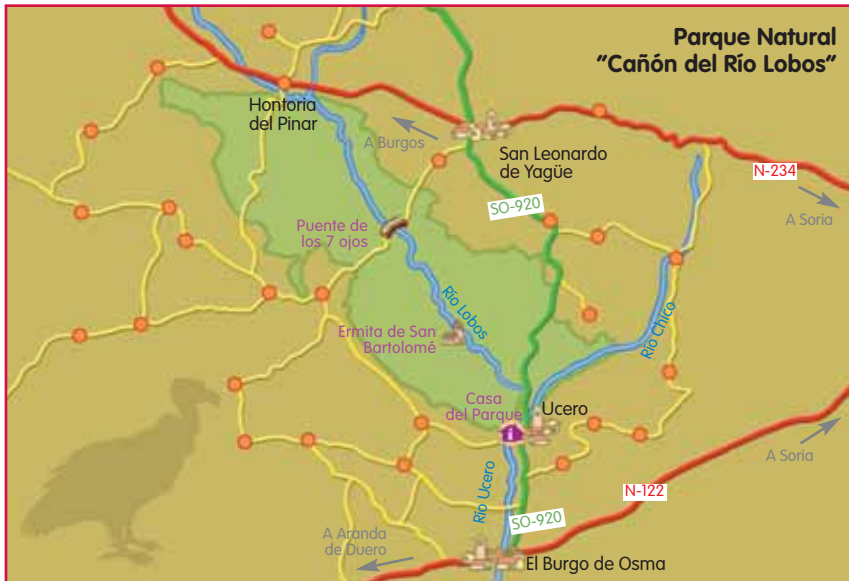 Parque Natural
"Cañón del Río Lobos"
Hontoria
del Pinar
A Burgos
San Leonardo
de Yagüe
N-234
A Soria
SO-920
Puente de
los 7 ojos
Río Lobos
Río Chico
Ermita de San
Bartolomé
Casa
del Parque
Ucero
i
A Soria
Río Ucero
N-122
SO-920
A Aranda
de Duero
El Burgo de Osma